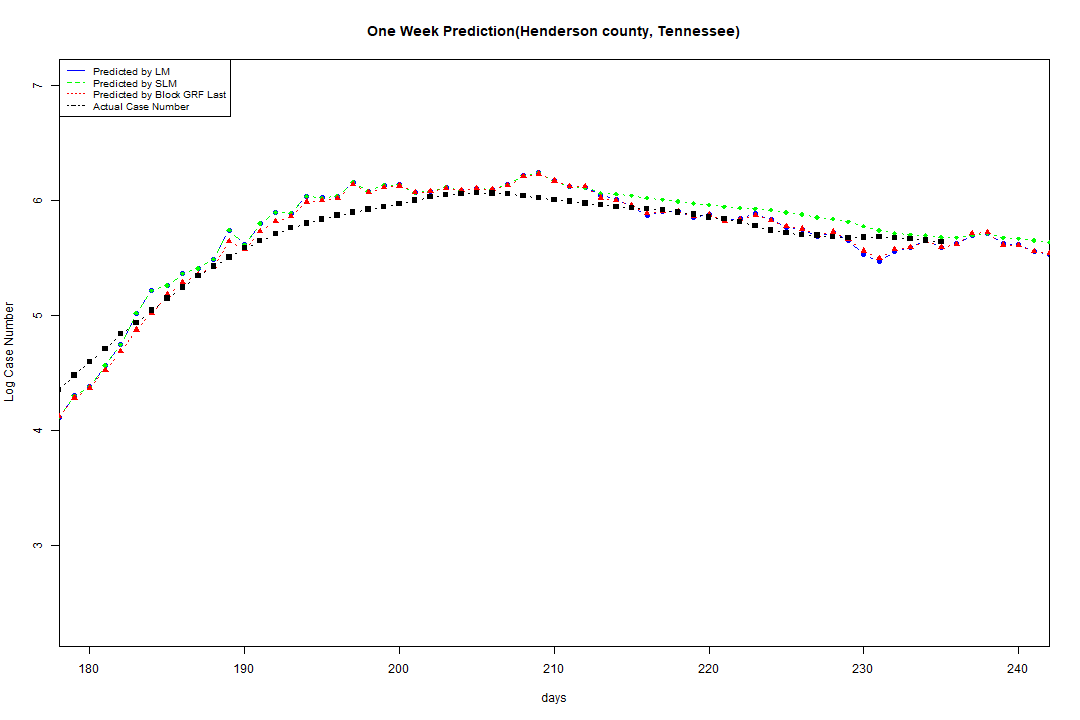 One Week Prediction(Henderson county, Tennessee)
Predicted by LM
Predicted by SLM
Predicted by Block GRF Last
Actual Case Number
7
6
5
4
3
Log Case Number
180 190 200 210 220 230 240
days